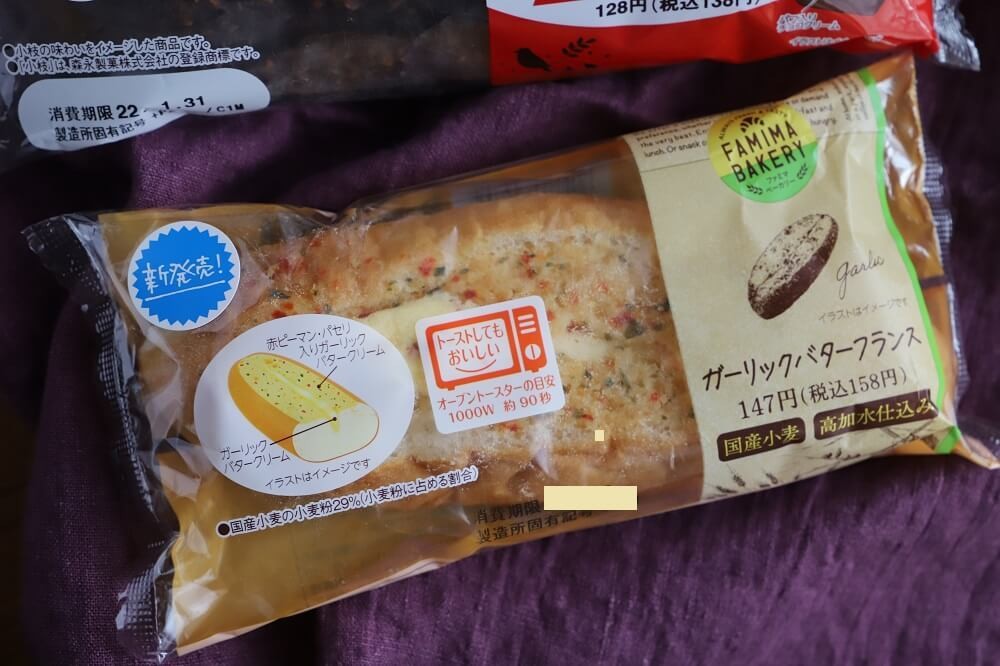 128円(税込138円)
●小枝の味わいをイメージした商品です。
●「小枝」は、森永製菓株式会社の登録商標です。
消費期限 22. 1.31
製造所固有記号 /C1M
FAMIMA
BAKERY
ファミマ
ベーカリー
garlic
イラストはイメージです
ガーリックバターフランス
147円(税込158円)
国産小麦
高加水仕込み
新発売!
赤ピーマン・パセリ
入りガーリック
バタークリーム
ガーリック
バタークリーム
イラストはイメージです
トーストしても
おいしい
オーブントースターの目安
1000W 約90秒
●国産小麦の小麦粉29%(小麦粉に占める割合)
消費期限
製造所固有記号